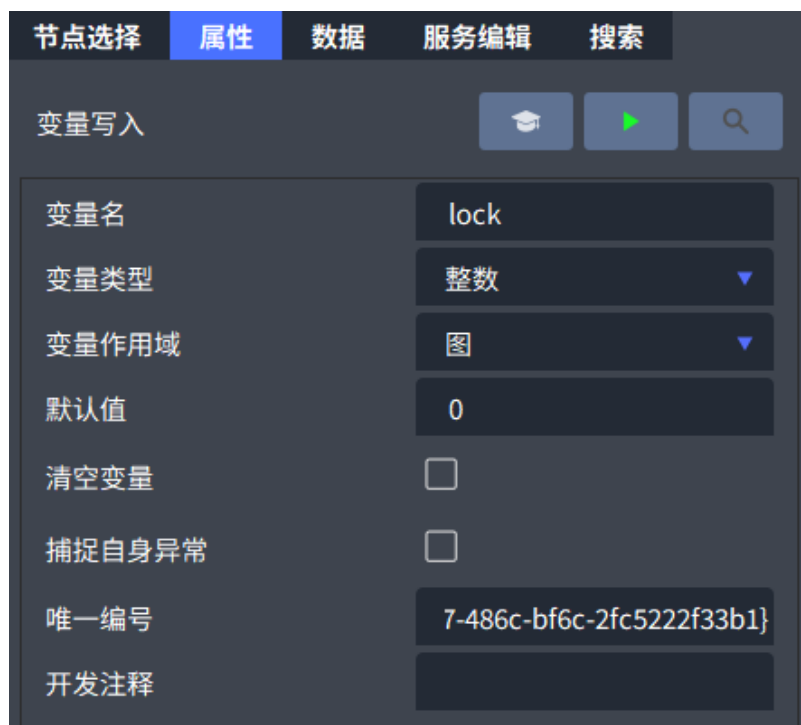 节点选择 属性 数据 服务编辑 搜索
变量写入
变量名 lock
变量类型 整数
变量作用域 图
默认值 0
清空变量
捕捉自身异常
唯一编号 7-486c-bf6c-2fc5222f33b1}
开发注释